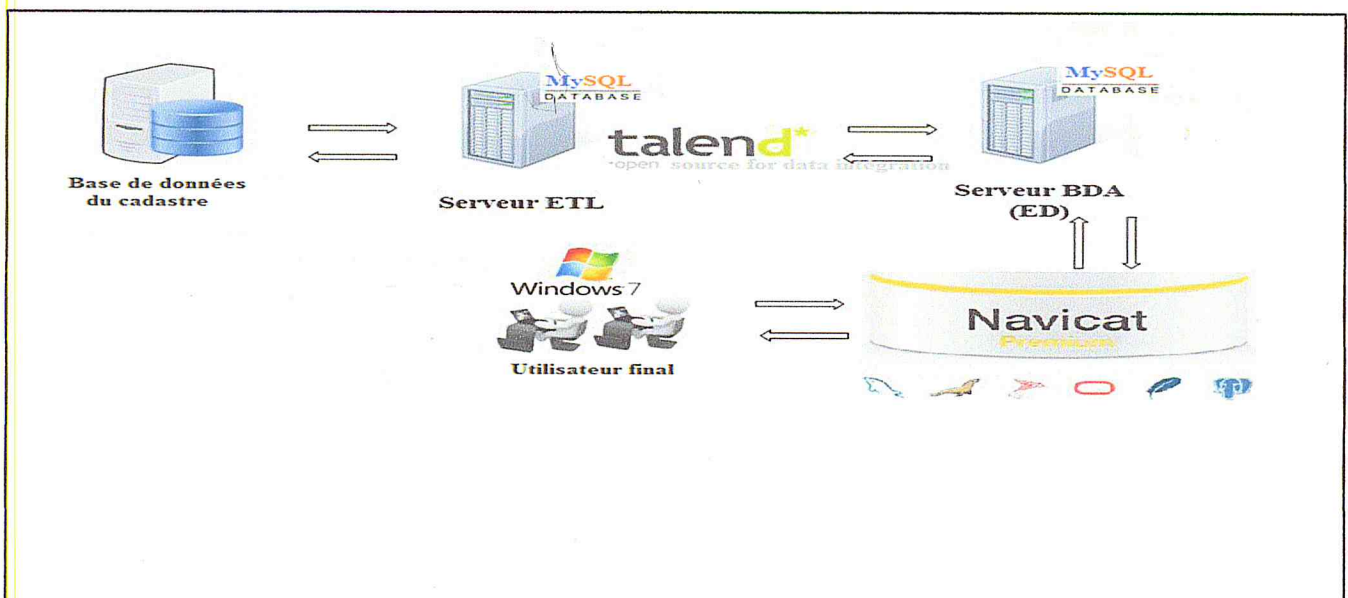 MySQL
DATABASE
MySQL
DATABASE
talend*
open source for data integration
Base de données
du cadastre
Serveur ETL
Serveur BDA
(ED)
Windows 7
Utilisateur final
Navicat
Premium